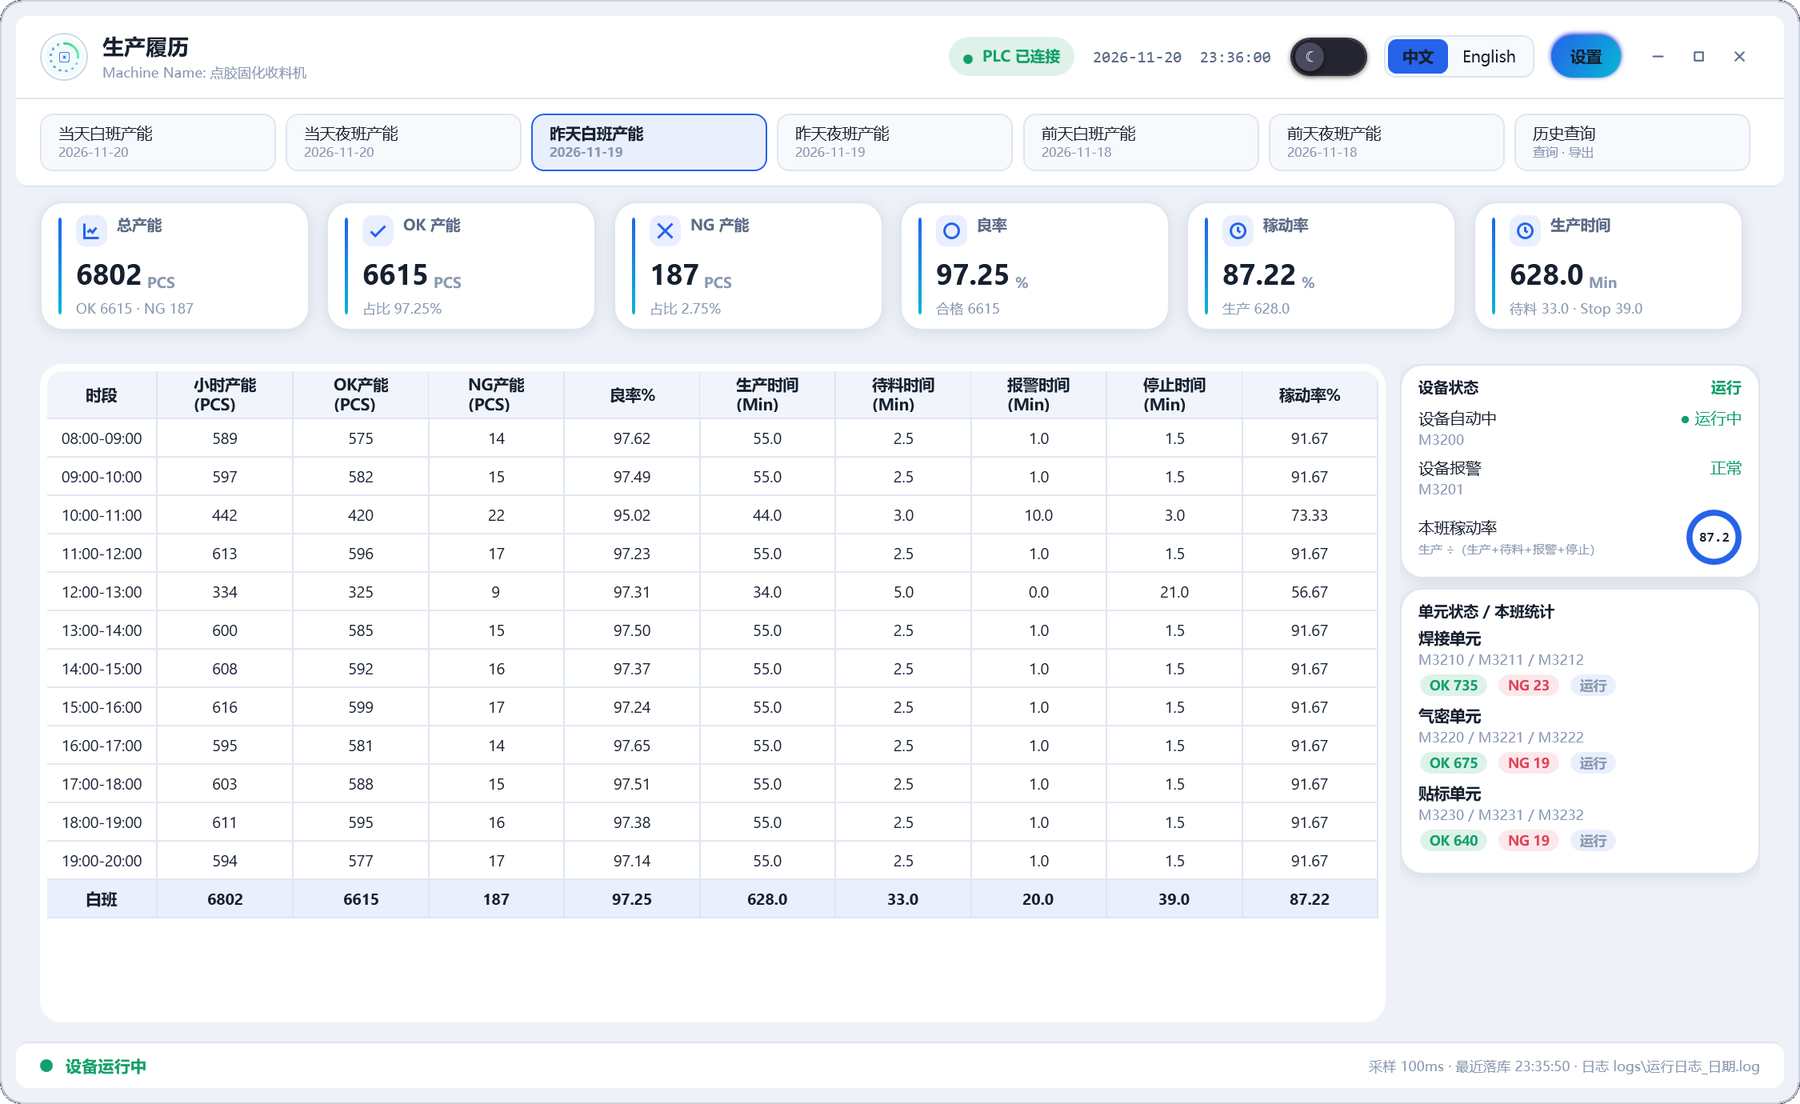 生产履历
Machine Name: 点胶固化收料机
PLC 已连接
2026-11-20 23:36:00
中文
English
设置
当天白班产能
2026-11-20
当天夜班产能
2026-11-20
昨天白班产能
2026-11-19
昨天夜班产能
2026-11-19
前天白班产能
2026-11-18
前天夜班产能
2026-11-18
历史查询
查询 · 导出
总产能
6802 PCS
OK 6615 · NG 187
OK 产能
6615 PCS
占比 97.25%
NG 产能
187 PCS
占比 2.75%
良率
97.25 %
合格 6615
稼动率
87.22 %
生产 628.0
生产时间
628.0 Min
待料 33.0 · Stop 39.0
时段 小时产能 (PCS) OK产能 (PCS) NG产能 (PCS) 良率% 生产时间 (Min) 待料时间 (Min) 报警时间 (Min) 停止时间 (Min) 稼动率%
08:00-09:00 589 575 14 97.62 55.0 2.5 1.0 1.5 91.67
09:00-10:00 597 582 15 97.49 55.0 2.5 1.0 1.5 91.67
10:00-11:00 442 420 22 95.02 44.0 3.0 10.0 3.0 73.33
11:00-12:00 613 596 17 97.23 55.0 2.5 1.0 1.5 91.67
12:00-13:00 334 325 9 97.31 34.0 5.0 0.0 21.0 56.67
13:00-14:00 600 585 15 97.50 55.0 2.5 1.0 1.5 91.67
14:00-15:00 608 592 16 97.37 55.0 2.5 1.0 1.5 91.67
15:00-16:00 616 599 17 97.24 55.0 2.5 1.0 1.5 91.67
16:00-17:00 595 581 14 97.65 55.0 2.5 1.0 1.5 91.67
17:00-18:00 603 588 15 97.51 55.0 2.5 1.0 1.5 91.67
18:00-19:00 611 595 16 97.38 55.0 2.5 1.0 1.5 91.67
19:00-20:00 594 577 17 97.14 55.0 2.5 1.0 1.5 91.67
白班 6802 6615 187 97.25 628.0 33.0 20.0 39.0 87.22
设备状态 运行
设备自动中 运行中
M3200
设备报警 正常
M3201
本班稼动率 87.2
生产 ÷（生产+待料+报警+停止）
单元状态 / 本班统计
焊接单元
M3210 / M3211 / M3212
OK 735 NG 23 运行
气密单元
M3220 / M3221 / M3222
OK 675 NG 19 运行
贴标单元
M3230 / M3231 / M3232
OK 640 NG 19 运行
设备运行中
采样 100ms · 最近落库 23:35:50 · 日志 logs\运行日志_日期.log